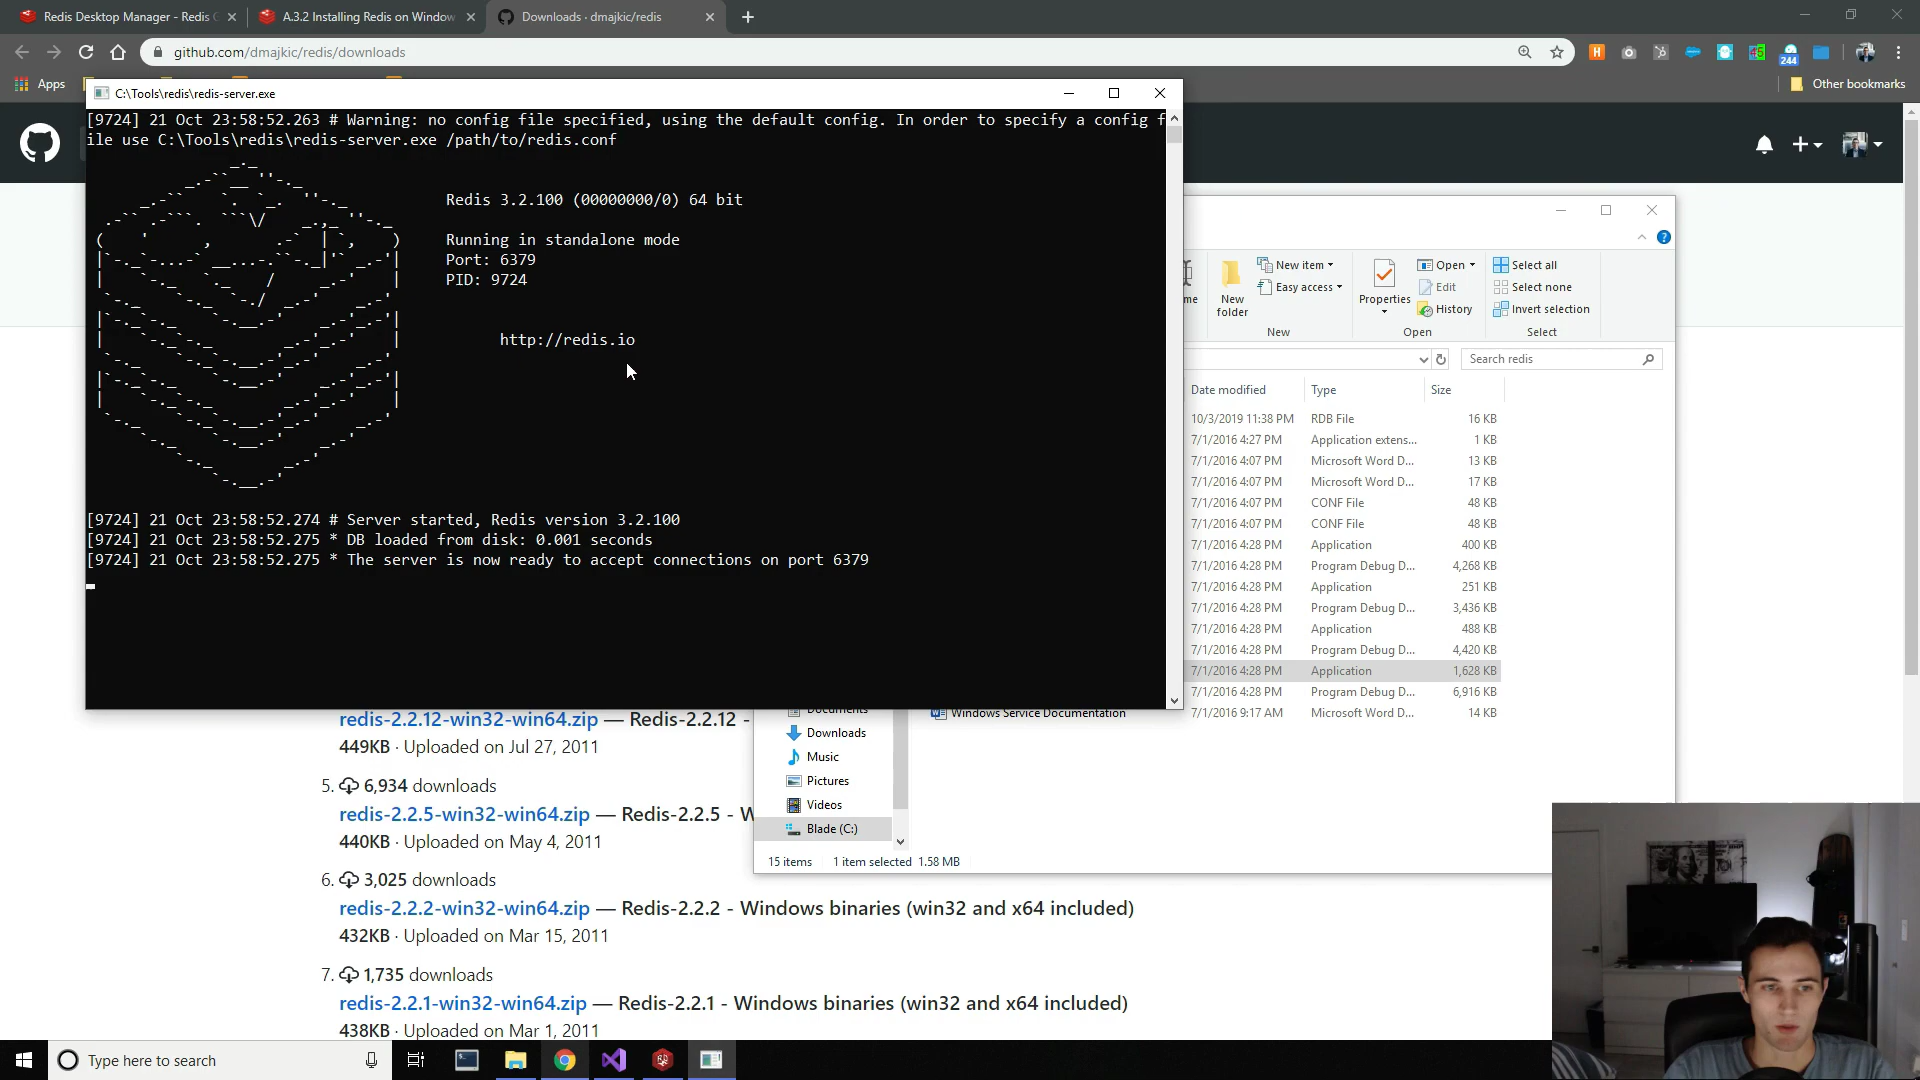 Redis Desktop Manager - Redis G
A.3.2 Installing Redis on Window
Downloads · dmajkic/redis
github.com/dmajkic/redis/downloads
244
Apps
Other bookmarks
C:\Tools\redis\redis-server.exe
[9724] 21 Oct 23:58:52.263 # Warning: no config file specified, using the default config. In order to specify a config f
ile use C:\Tools\redis\redis-server.exe /path/to/redis.conf
Redis 3.2.100 (00000000/0) 64 bit
Running in standalone mode
Port: 6379
PID: 9724
http://redis.io
[9724] 21 Oct 23:58:52.274 # Server started, Redis version 3.2.100
[9724] 21 Oct 23:58:52.275 * DB loaded from disk: 0.001 seconds
[9724] 21 Oct 23:58:52.275 * The server is now ready to accept connections on port 6379
me
New folder
New item
Easy access
New
Properties
Open
Edit
History
Open
Select all
Select none
Invert selection
Select
Search redis
Date modified Type Size
10/3/2019 11:38 PM RDB File 16 KB
7/1/2016 4:27 PM Application extens... 1 KB
7/1/2016 4:07 PM Microsoft Word D... 13 KB
7/1/2016 4:07 PM Microsoft Word D... 17 KB
7/1/2016 4:07 PM CONF File 48 KB
7/1/2016 4:07 PM CONF File 48 KB
7/1/2016 4:28 PM Application 400 KB
7/1/2016 4:28 PM Program Debug D... 4,268 KB
7/1/2016 4:28 PM Application 251 KB
7/1/2016 4:28 PM Program Debug D... 3,436 KB
7/1/2016 4:28 PM Application 488 KB
7/1/2016 4:28 PM Program Debug D... 4,420 KB
7/1/2016 4:28 PM Application 1,628 KB
7/1/2016 4:28 PM Program Debug D... 6,916 KB
Windows Service Documentation 7/1/2016 9:17 AM Microsoft Word D... 14 KB
Documents
Downloads
Music
Pictures
Videos
Blade (C:)
15 items 1 item selected 1.58 MB
redis-2.2.12-win32-win64.zip — Redis-2.2.12 -
449KB · Uploaded on Jul 27, 2011
5. 6,934 downloads
redis-2.2.5-win32-win64.zip — Redis-2.2.5 - W
440KB · Uploaded on May 4, 2011
6. 3,025 downloads
redis-2.2.2-win32-win64.zip — Redis-2.2.2 - Windows binaries (win32 and x64 included)
432KB · Uploaded on Mar 15, 2011
7. 1,735 downloads
redis-2.2.1-win32-win64.zip — Redis-2.2.1 - Windows binaries (win32 and x64 included)
438KB · Uploaded on Mar 1, 2011
Type here to search